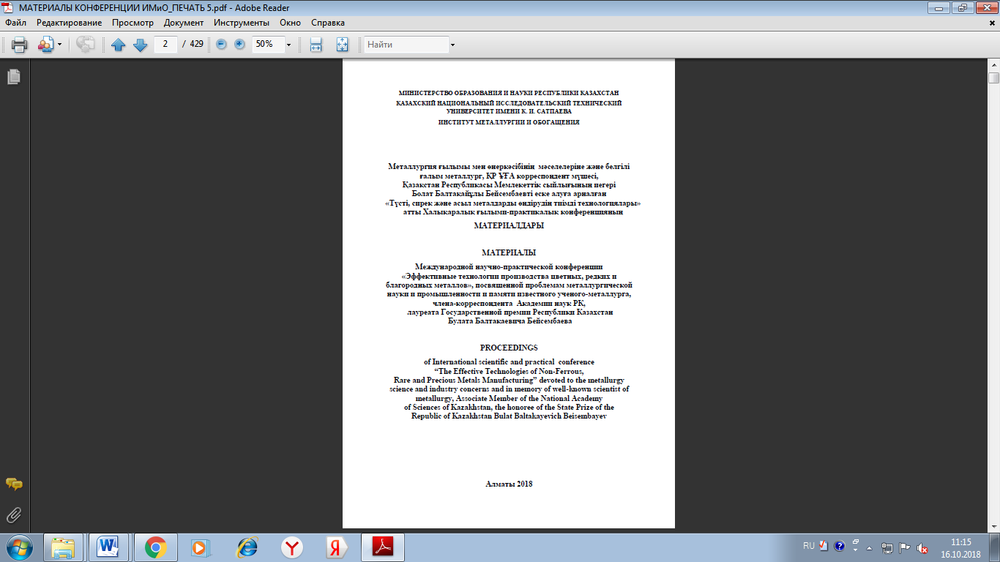 МАТЕРИАЛЫ КОНФЕРЕНЦИИ ИМиО_ПЕЧАТЬ 5.pdf - Adobe Reader
Файл Редактирование Просмотр Документ Инструменты Окно Справка
2 / 429 50% Найти
МИНИСТЕРСТВО ОБРАЗОВАНИЯ И НАУКИ РЕСПУБЛИКИ КАЗАХСТАН
КАЗАХСКИЙ НАЦИОНАЛЬНЫЙ ИССЛЕДОВАТЕЛЬСКИЙ ТЕХНИЧЕСКИЙ
УНИВЕРСИТЕТ ИМЕНИ К. И. САТПАЕВА
ИНСТИТУТ МЕТАЛЛУРГИИ И ОБОГАЩЕНИЯ
Металлургия ғылымы мен өнеркәсібінің мәселелеріне және белгілі
ғалым металлург, ҚР ҰҒА корреспондент мүшесі,
Қазақстан Республикасы Мемлекеттік сыйлығының иегері
Болат Балтақайұлы Бейсембаевті еске алуға арналған
«Түсті, сирек және асыл металдарды өндірудің тиімді технологиялары»
атты Халықаралық ғылыми-практикалық конференцияның
МАТЕРИАЛДАРЫ
МАТЕРИАЛЫ
Международной научно-практической конференции
«Эффективные технологии производства цветных, редких и
благородных металлов», посвященной проблемам металлургической
науки и промышленности и памяти известного ученого-металлурга,
члена-корреспондента Академии наук РК,
лауреата Государственной премии Республики Казахстан
Булата Балтакаевича Бейсембаева
PROCEEDINGS
of International scientific and practical conference
“The Effective Technologies of Non-Ferrous,
Rare and Precious Metals Manufacturing” devoted to the metallurgy
science and industry concerns and in memory of well-known scientist of
metallurgy, Associate Member of the National Academy
of Sciences of Kazakhstan, the honoree of the State Prize of the
Republic of Kazakhstan Bulat Baltakayevich Beisembayev
Алматы 2018
RU 11:15
16.10.2018